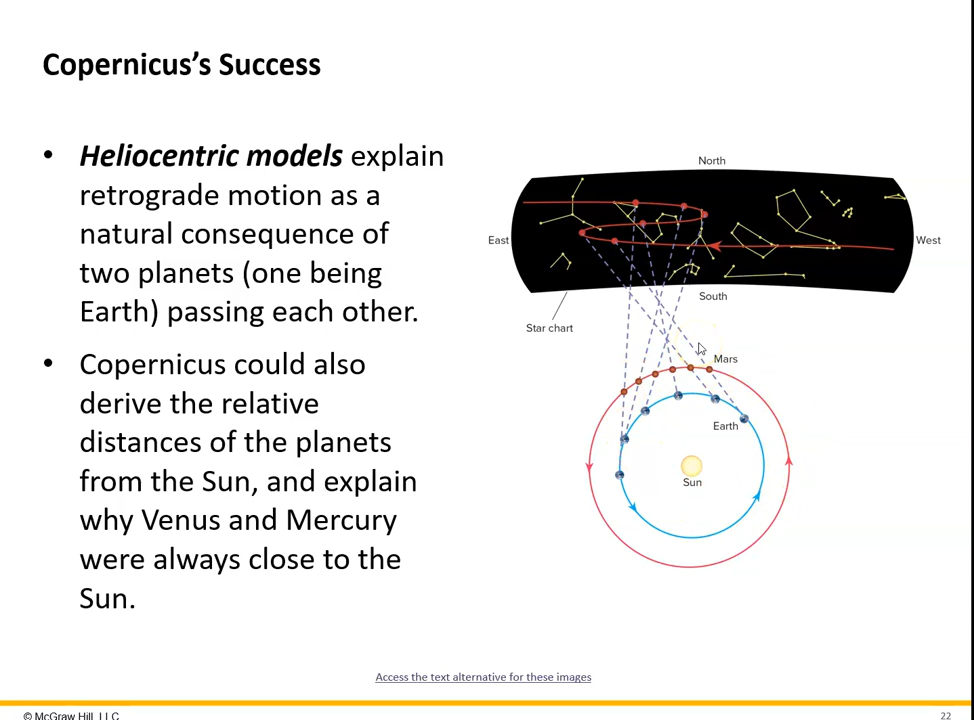 Copernicus’s Success
• Heliocentric models explain
retrograde motion as a
natural consequence of
two planets (one being
Earth) passing each other.
• Copernicus could also
derive the relative
distances of the planets
from the Sun, and explain
why Venus and Mercury
were always close to the
Sun.
North
East
West
South
Star chart
Mars
Earth
Sun
Access the text alternative for these images
© McGraw Hill, LLC
22